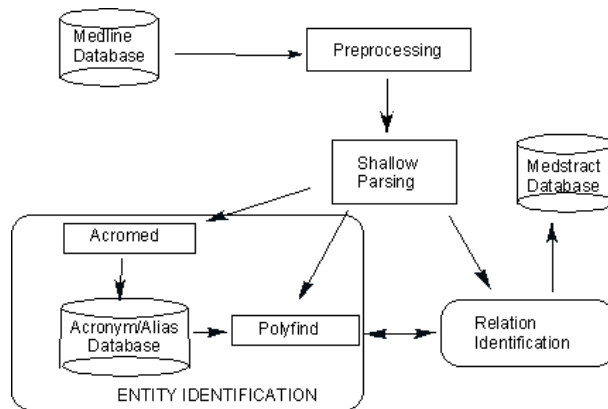 Medline
Database
Preprocessing
Shallow
Parsing
Medstract
Database
Acromed
Acronym/Alias
Database
Polyfind
Relation
Identification
ENTITY IDENTIFICATION